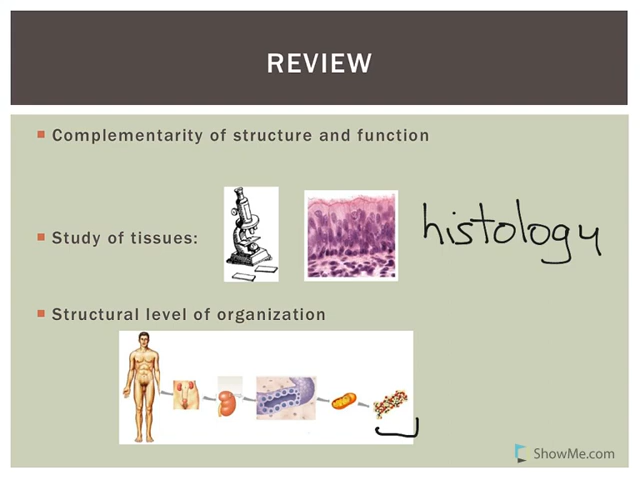 REVIEW
Complementarity of structure and function
Study of tissues:
histology
Structural level of organization
ShowMe.com